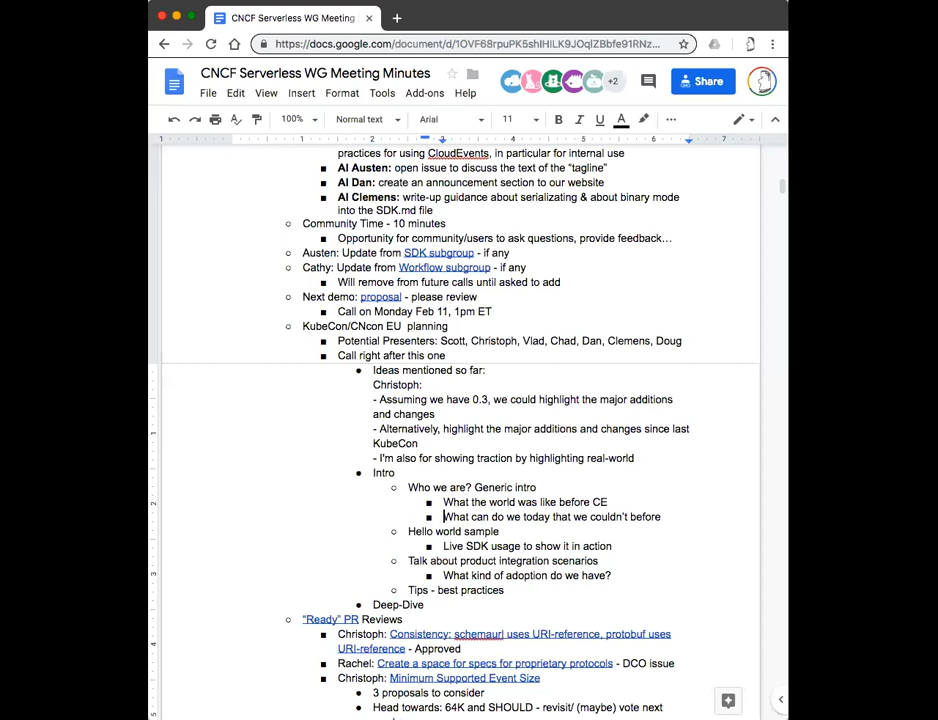 CNCF Serverless WG Meeting
https://docs.google.com/document/d/1OVF68rpuPK5shIHILK9JOqlZBbfe91RNz...
CNCF Serverless WG Meeting Minutes
+2
Share
File Edit View Insert Format Tools Add-ons Help
100% Normal text Arial 11 B I U A ...
1 1 2 3 4 5 6 7
practices for using CloudEvents, in particular for internal use
■ AI Austen: open issue to discuss the text of the "tagline"
■ AI Dan: create an announcement section to our website
■ AI Clemens: write-up guidance about serializating & about binary mode
into the SDK.md file
○ Community Time - 10 minutes
■ Opportunity for community/users to ask questions, provide feedback…
○ Austen: Update from SDK subgroup - if any
○ Cathy: Update from Workflow subgroup - if any
■ Will remove from future calls until asked to add
○ Next demo: proposal - please review
■ Call on Monday Feb 11, 1pm ET
○ KubeCon/CNcon EU planning
■ Potential Presenters: Scott, Christoph, Vlad, Chad, Dan, Clemens, Doug
■ Call right after this one
● Ideas mentioned so far:
Christoph:
- Assuming we have 0.3, we could highlight the major additions
and changes
- Alternatively, highlight the major additions and changes since last
KubeCon
- I'm also for showing traction by highlighting real-world
● Intro
○ Who we are? Generic intro
■ What the world was like before CE
■ What can do we today that we couldn't before
○ Hello world sample
■ Live SDK usage to show it in action
○ Talk about product integration scenarios
■ What kind of adoption do we have?
○ Tips - best practices
● Deep-Dive
○ "Ready" PR Reviews
■ Christoph: Consistency: schemaurl uses URI-reference, protobuf uses
URI-reference - Approved
■ Rachel: Create a space for specs for proprietary protocols - DCO issue
■ Christoph: Minimum Supported Event Size
● 3 proposals to consider
● Head towards: 64K and SHOULD - revisit/ (maybe) vote next